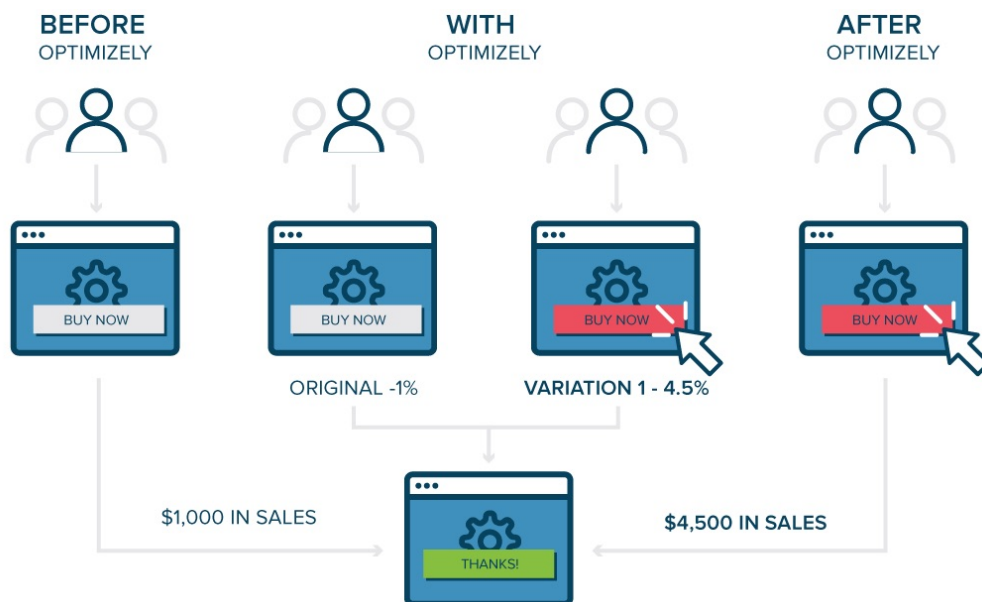 BEFORE
OPTIMIZELY
WITH
OPTIMIZELY
AFTER
OPTIMIZELY
BUY NOW
BUY NOW
BUY NOW
BUY NOW
ORIGINAL -1%
VARIATION 1 - 4.5%
$1,000 IN SALES
$4,500 IN SALES
THANKS!